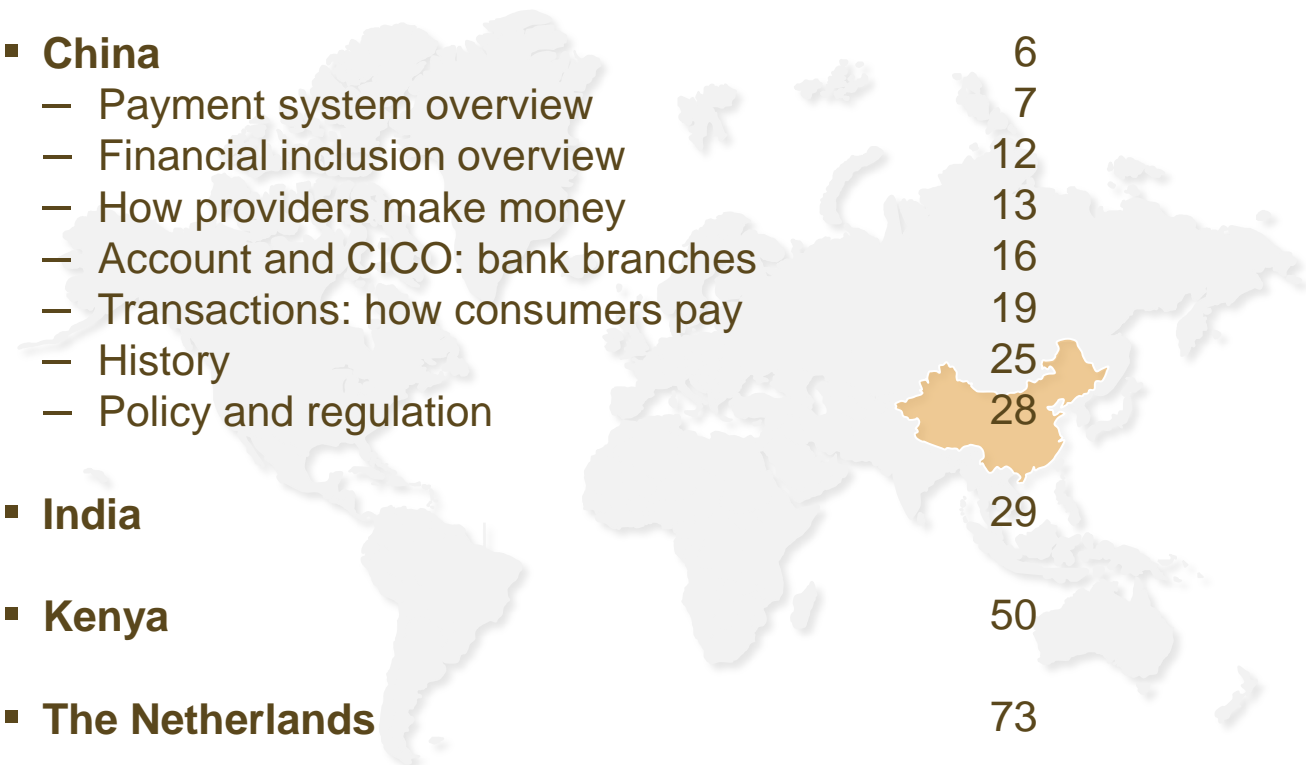 ▪ China 6
– Payment system overview 7
– Financial inclusion overview 12
– How providers make money 13
– Account and CICO: bank branches 16
– Transactions: how consumers pay 19
– History 25
– Policy and regulation 28
▪ India 29
▪ Kenya 50
▪ The Netherlands 73